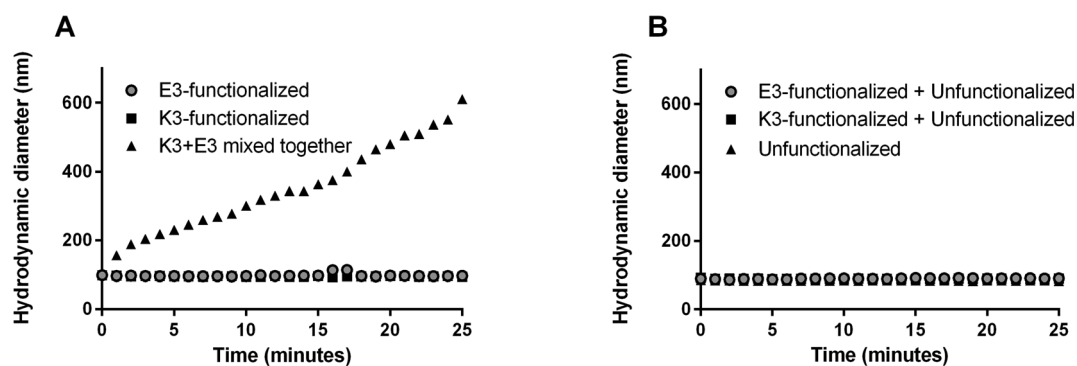 A
Hydrodynamic diameter (nm)
600
400
200
0
E3-functionalized
K3-functionalized
K3+E3 mixed together
0 5 10 15 20 25
Time (minutes)
B
Hydrodynamic diameter (nm)
600
400
200
0
E3-functionalized + Unfunctionalized
K3-functionalized + Unfunctionalized
Unfunctionalized
0 5 10 15 20 25
Time (minutes)